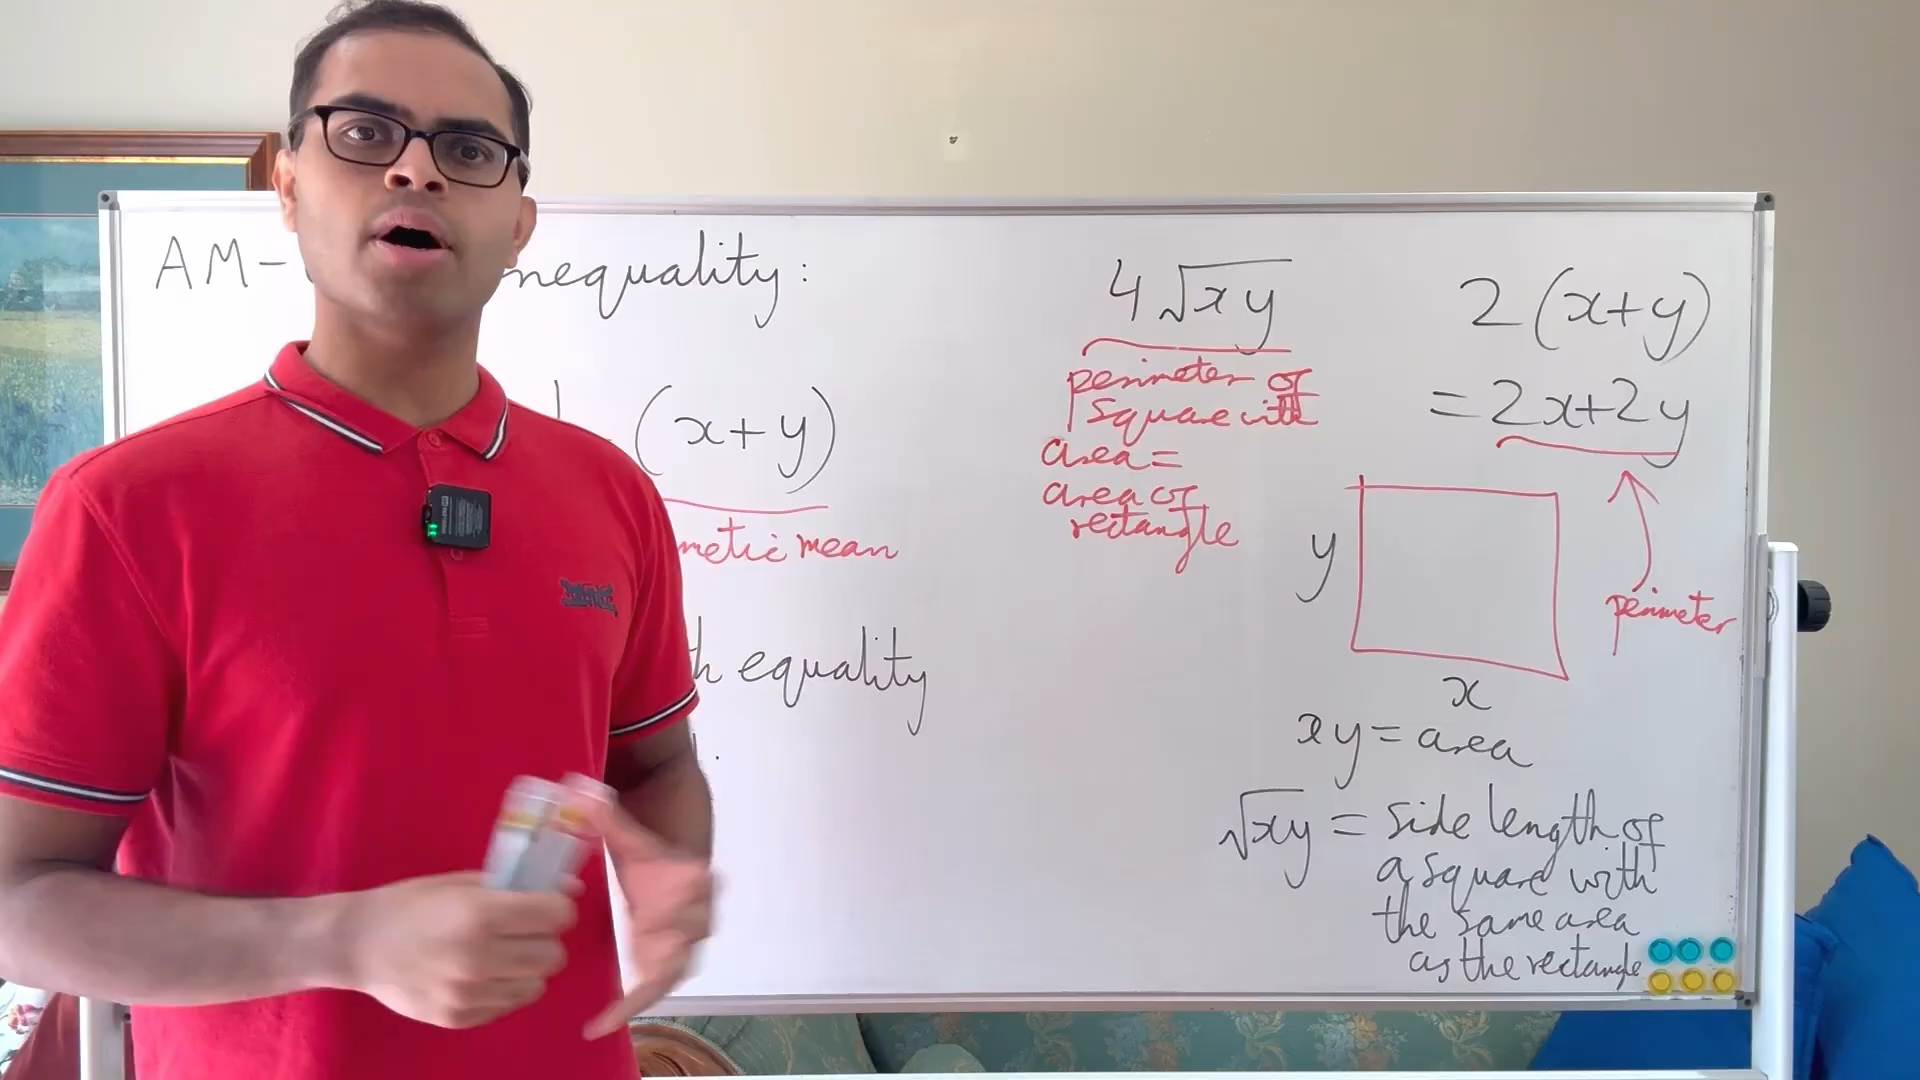 AM- nequality:
(x+y)
metic mean
h equality
4√xy
perimeter of
square with
area =
area of
rectangle
2(x+y)
= 2x+2y
perimeter
y
x
xy = area
√xy = side length of
a square with
the same area
as the rectangle